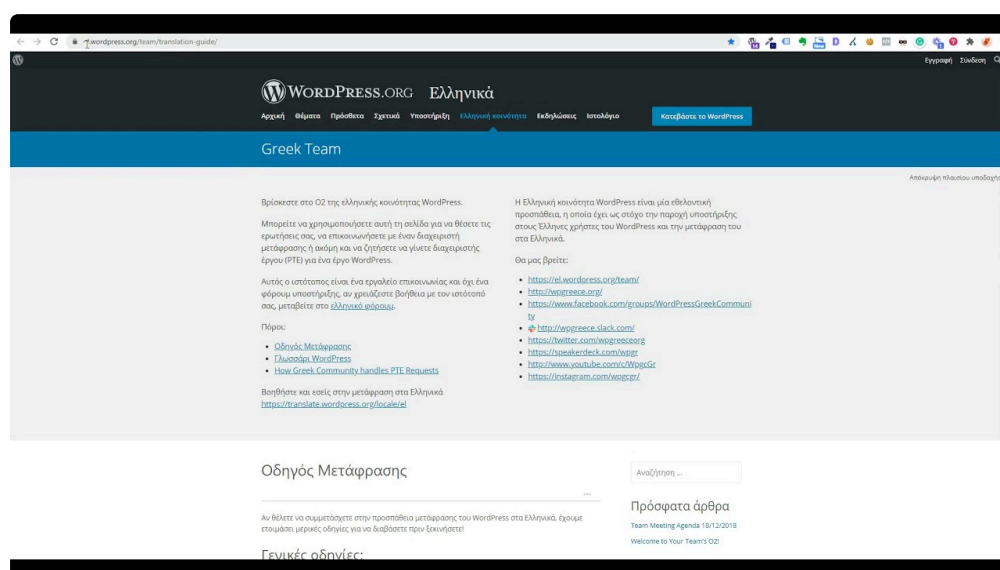 wordpress.org/team/translation-guide/
Εγγραφή Σύνδεση
WORDPRESS.ORG Ελληνικά
Αρχική Θέματα Πρόσθετα Σχετικά Υποστήριξη Ελληνική κοινότητα Εκδηλώσεις Ιστολόγιο Κατεβάστε το WordPress
Greek Team
Απόκρυψη πλαισίου υποδοχής
Βρίσκεστε στο O2 της ελληνικής κοινότητας WordPress.
Μπορείτε να χρησιμοποιήσετε αυτή τη σελίδα για να θέσετε τις
ερωτήσεις σας, να επικοινωνήσετε με έναν διαχειριστή
μετάφρασης ή ακόμη και να ζητήσετε να γίνετε διαχειριστής
έργου (PTE) για ένα έργο WordPress.
Αυτός ο ιστότοπος είναι ένα εργαλείο επικοινωνίας και όχι ένα
φόρουμ υποστήριξης, αν χρειάζεστε βοήθεια με τον ιστότοπό
σας, μεταβείτε στο ελληνικό φόρουμ.
Πόροι:
Οδηγός Μετάφρασης
Γλωσσάρι WordPress
How Greek Community handles PTE Requests
Βοηθήστε και εσείς στην μετάφραση στα Ελληνικά
https://translate.wordpress.org/locale/el
Η Ελληνική κοινότητα WordPress είναι μία εθελοντική
προσπάθεια, η οποία έχει ως στόχο την παροχή υποστήριξης
στους Έλληνες χρήστες του WordPress και την μετάφραση του
στα Ελληνικά.
Θα μας βρείτε:
https://el.wordpress.org/team/
http://wpgreece.org/
https://www.facebook.com/groups/WordPressGreekCommuni
ty
http://wpgreece.slack.com/
https://twitter.com/wpgreeceorg
https://speakerdeck.com/wpgr
http://www.youtube.com/c/WpgcGr
https://instagram.com/wpgcgr/
Οδηγός Μετάφρασης
...
Αν θέλετε να συμμετάσχετε στην προσπάθεια μετάφρασης του WordPress στα Ελληνικά, έχουμε
ετοιμάσει μερικές οδηγίες για να διαβάσετε πριν ξεκινήσετε!
Γενικές οδηγίες:
Αναζήτηση ...
Πρόσφατα άρθρα
Team Meeting Agenda 18/12/2018
Welcome to Your Team's O2!